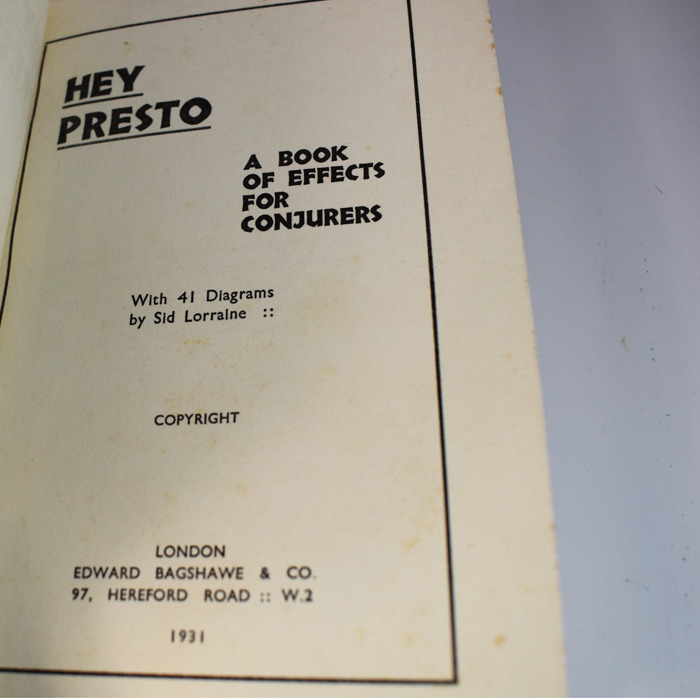 HEY
PRESTO
A BOOK
OF EFFECTS
FOR
CONJURERS
With 41 Diagrams
by Sid Lorraine ::
COPYRIGHT
LONDON
EDWARD BAGSHAWE & CO.
97, HEREFORD ROAD :: W.2
1931